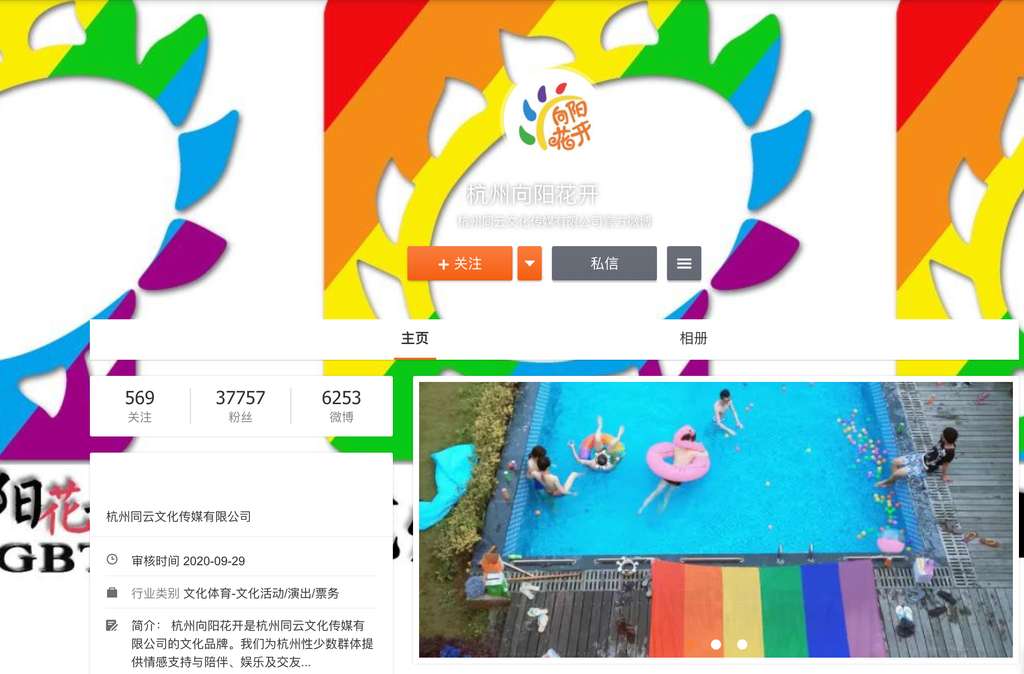 向阳
花开
杭州向阳花开
杭州同云文化传媒有限公司官方微博
+ 关注
私信
主页
相册
569
关注
37757
粉丝
6253
微博
阳花
GBT
杭州同云文化传媒有限公司
审核时间 2020-09-29
行业类别 文化体育-文化活动/演出/票务
简介： 杭州向阳花开是杭州同云文化传媒有
限公司的文化品牌。我们为杭州性少数群体提
供情感支持与陪伴、娱乐及交友...